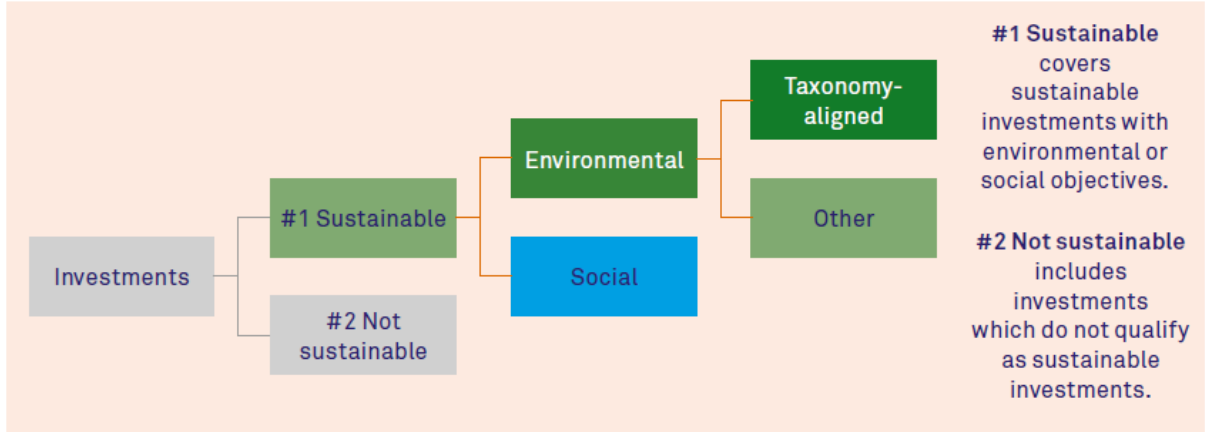 Investments
#1 Sustainable
#2 Not
sustainable
Environmental
Social
Taxonomy-
aligned
Other
#1 Sustainable
covers
sustainable
investments with
environmental or
social objectives.
#2 Not sustainable
includes
investments
which do not qualify
as sustainable
investments.